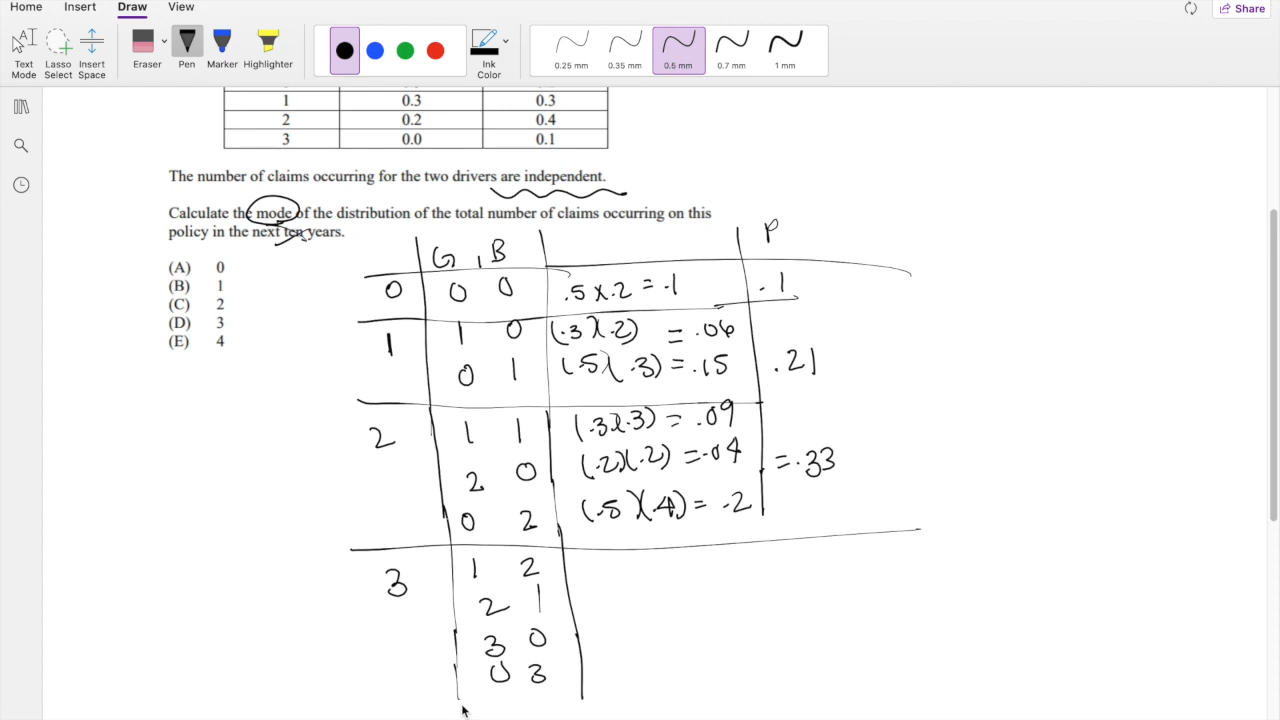 Home Insert Draw View Share
Text Mode Lasso Select Insert Space Eraser Pen Marker Highlighter Ink Color 0.25 mm 0.35 mm 0.5 mm 0.7 mm 1 mm
1 0.3 0.3
2 0.2 0.4
3 0.0 0.1
The number of claims occurring for the two drivers are independent.
Calculate the mode of the distribution of the total number of claims occurring on this
policy in the next ten years.
(A) 0
(B) 1
(C) 2
(D) 3
(E) 4
G , B P
0 0 0 .5 x .2 = .1 .1
1 1 0 (.3)(.2) = .06
0 1 (.5)(.3) = .15 .21
2 1 1 (.3)(.3) = .09
2 0 (.2)(.2) = .04 = .33
0 2 (.5)(.4) = .2
3 1 2
2 1
3 0
0 3